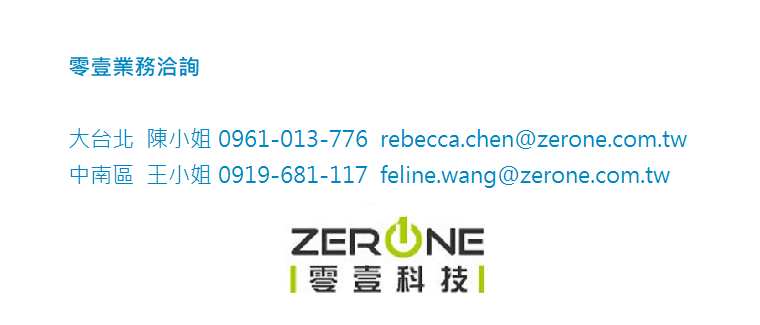 零壹業務洽詢
大台北 陳小姐 0961-013-776 rebecca.chen@zerone.com.tw
中南區 王小姐 0919-681-117 feline.wang@zerone.com.tw
ZERONE
零壹科技